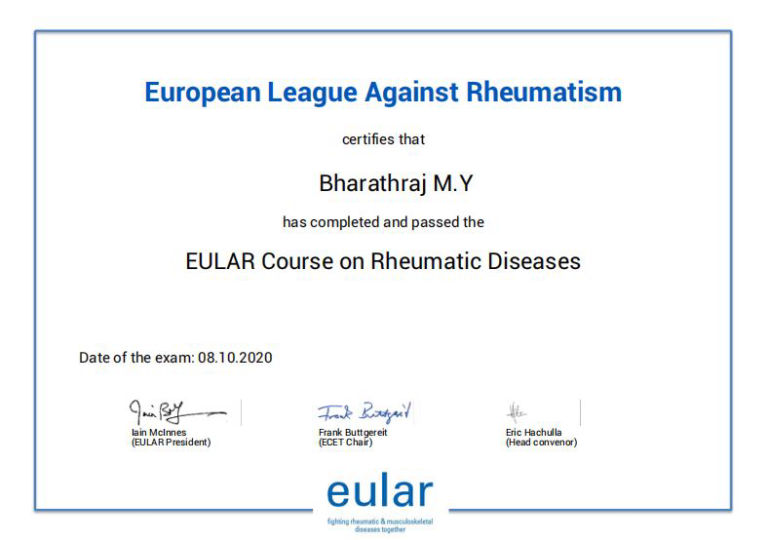 European League Against Rheumatism
certifies that
Bharathraj M.Y
has completed and passed the
EULAR Course on Rheumatic Diseases
Date of the exam: 08.10.2020
Iain McInnes
(EULAR President)
Frank Buttgereit
Frank Buttgereit
(ECET Chair)
Eric Hachulla
(Head convenor)
eular
fighting rheumatic & musculoskeletal
diseases together